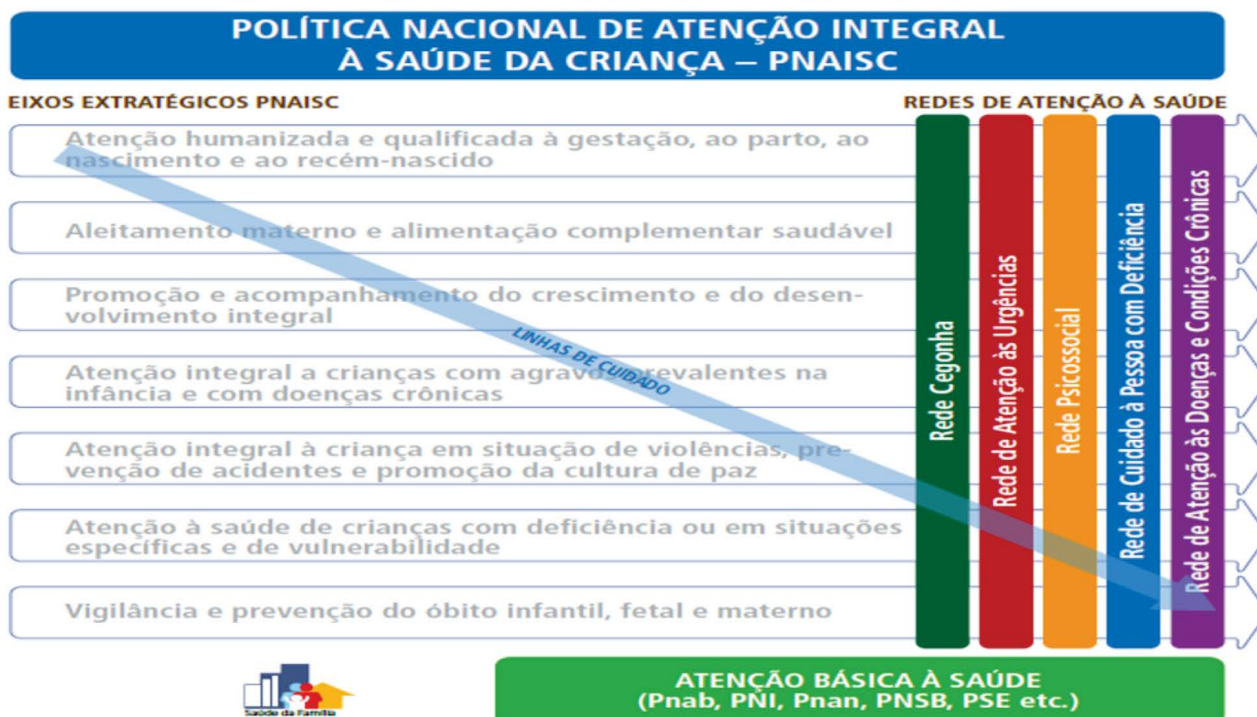 POLÍTICA NACIONAL DE ATENÇÃO INTEGRAL
À SAÚDE DA CRIANÇA – PNAISC
EIXOS EXTRATÉGICOS PNAISC
REDES DE ATENÇÃO À SAÚDE
Atenção humanizada e qualificada à gestação, ao parto, ao
nascimento e ao recém-nascido
Aleitamento materno e alimentação complementar saudável
Promoção e acompanhamento do crescimento e do desen-
volvimento integral
LINHAS DE CUIDADO
Atenção integral a crianças com agravos prevalentes na
infância e com doenças crônicas
Atenção integral à criança em situação de violências, pre-
venção de acidentes e promoção da cultura de paz
Atenção à saúde de crianças com deficiência ou em situações
específicas e de vulnerabilidade
Vigilância e prevenção do óbito infantil, fetal e materno
Rede Cegonha
Rede de Atenção às Urgências
Rede Psicossocial
Rede de Cuidado à Pessoa com Deficiência
Rede de Atenção às Doenças e Condições Crônicas
Saúde da Família
ATENÇÃO BÁSICA À SAÚDE
(Pnab, PNI, Pnan, PNSB, PSE etc.)